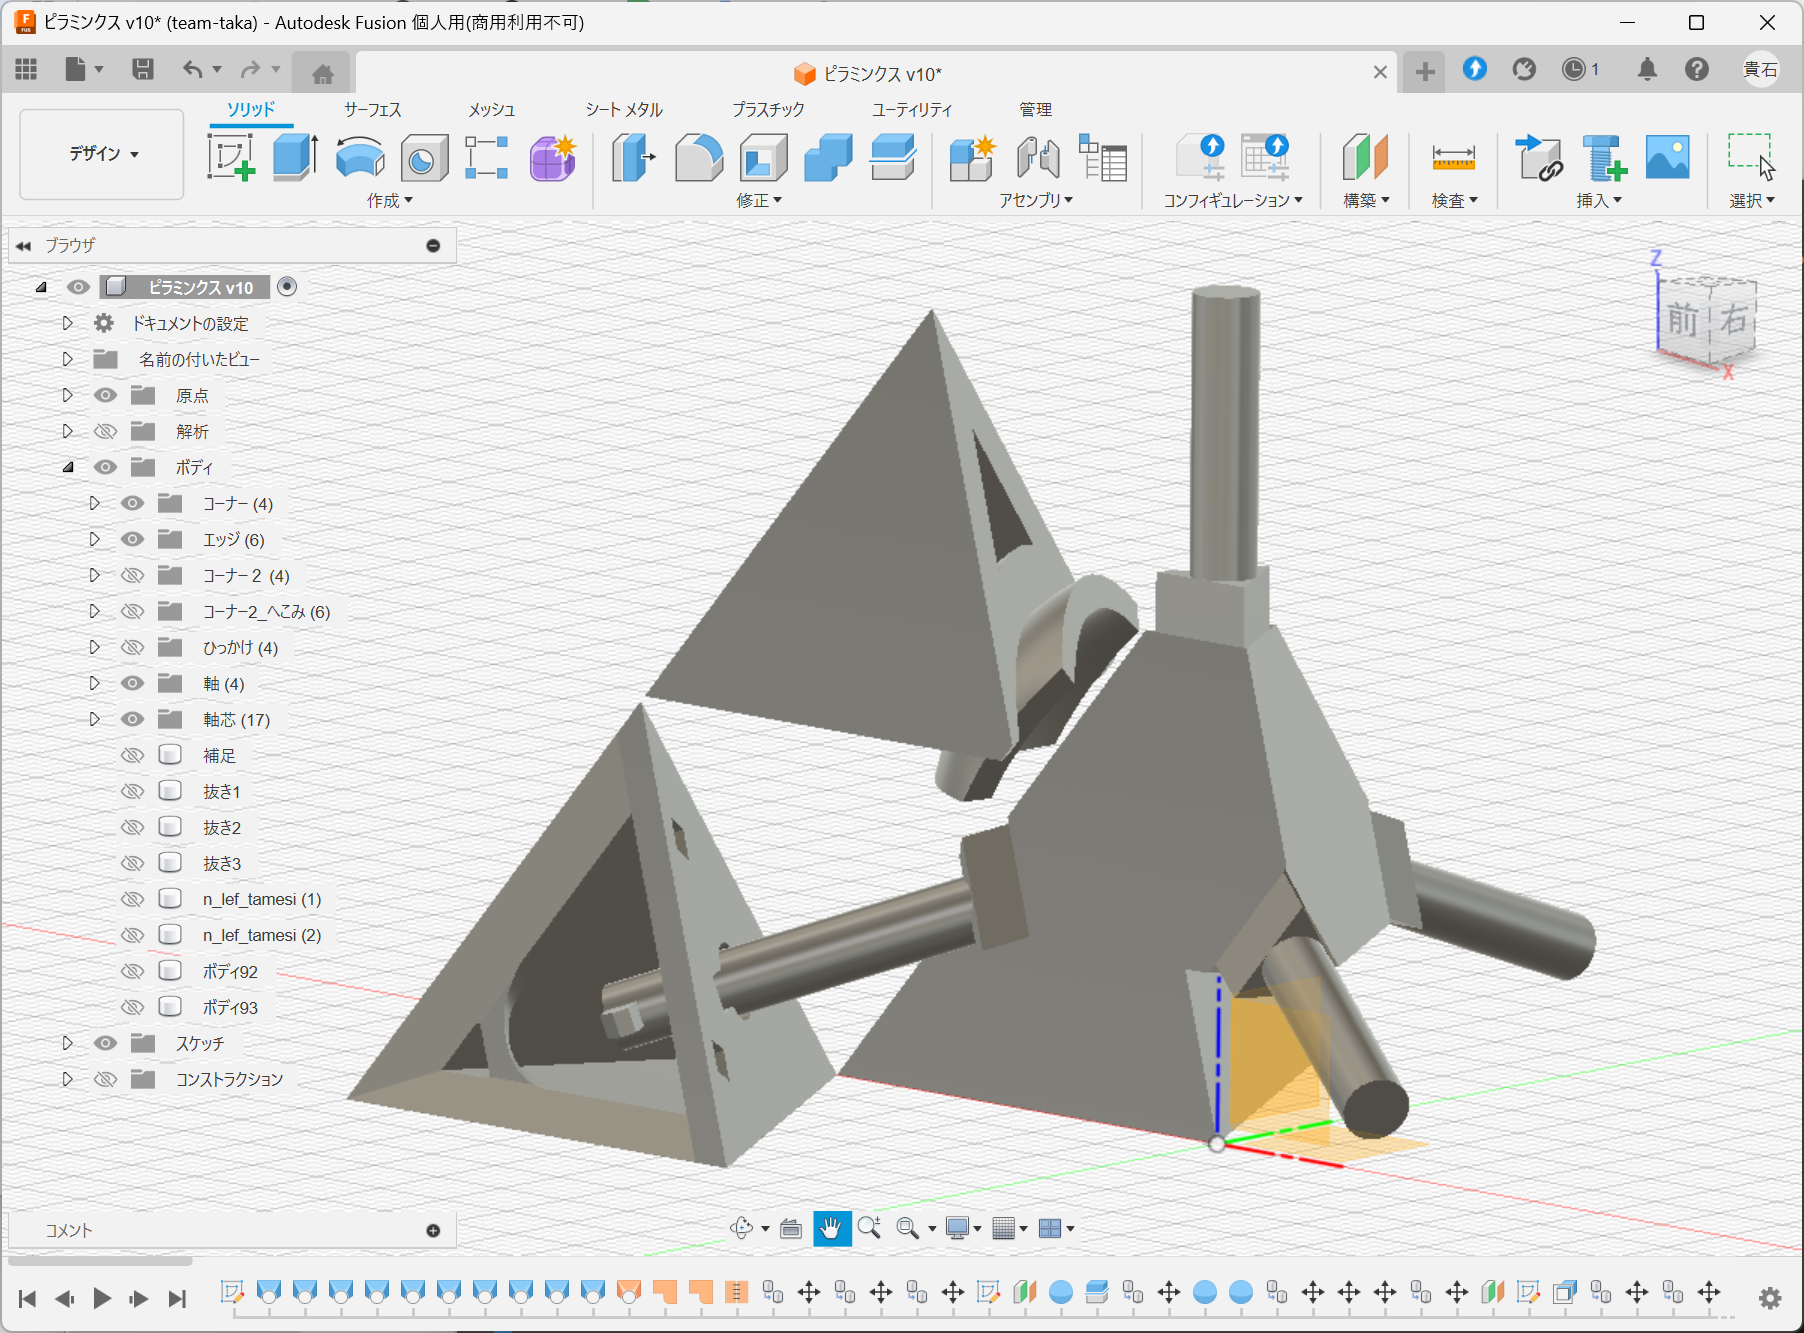 ピラミンクス v10* (team-taka) - Autodesk Fusion 個人用(商用利用不可)
ピラミンクス v10*
1
貴石
デザイン
ソリッド
サーフェス
メッシュ
シート メタル
プラスチック
ユーティリティ
管理
作成
修正
アセンブリ
コンフィギュレーション
構築
検査
挿入
選択
ブラウザ
ピラミンクス v10
ドキュメントの設定
名前の付いたビュー
原点
解析
ボディ
コーナー (4)
エッジ (6)
コーナー 2 (4)
コーナー2_へこみ (6)
ひっかけ (4)
軸 (4)
軸芯 (17)
補足
抜き1
抜き2
抜き3
n_lef_tamesi (1)
n_lef_tamesi (2)
ボディ92
ボディ93
スケッチ
コンストラクション
Z
前
右
X
コメント